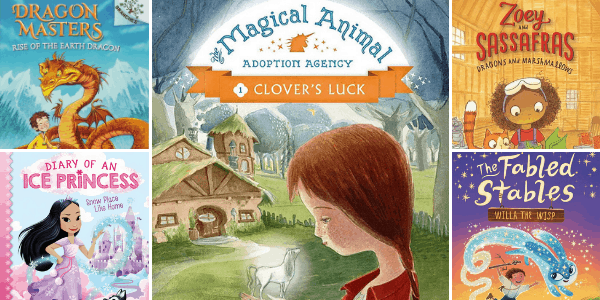 DRAGON
MASTERS
RISE OF THE EARTH DRAGON
DIARY OF AN
ICE PRINCESS
Snow Place
Like Home
The Magical Animal
ADOPTION AGENCY
1 CLOVER'S LUCK
Zoey
and
SASSAFRAS
DRAGONS AND MARSHMALLOWS
The Fabled
Stables
WILLA THE WISP